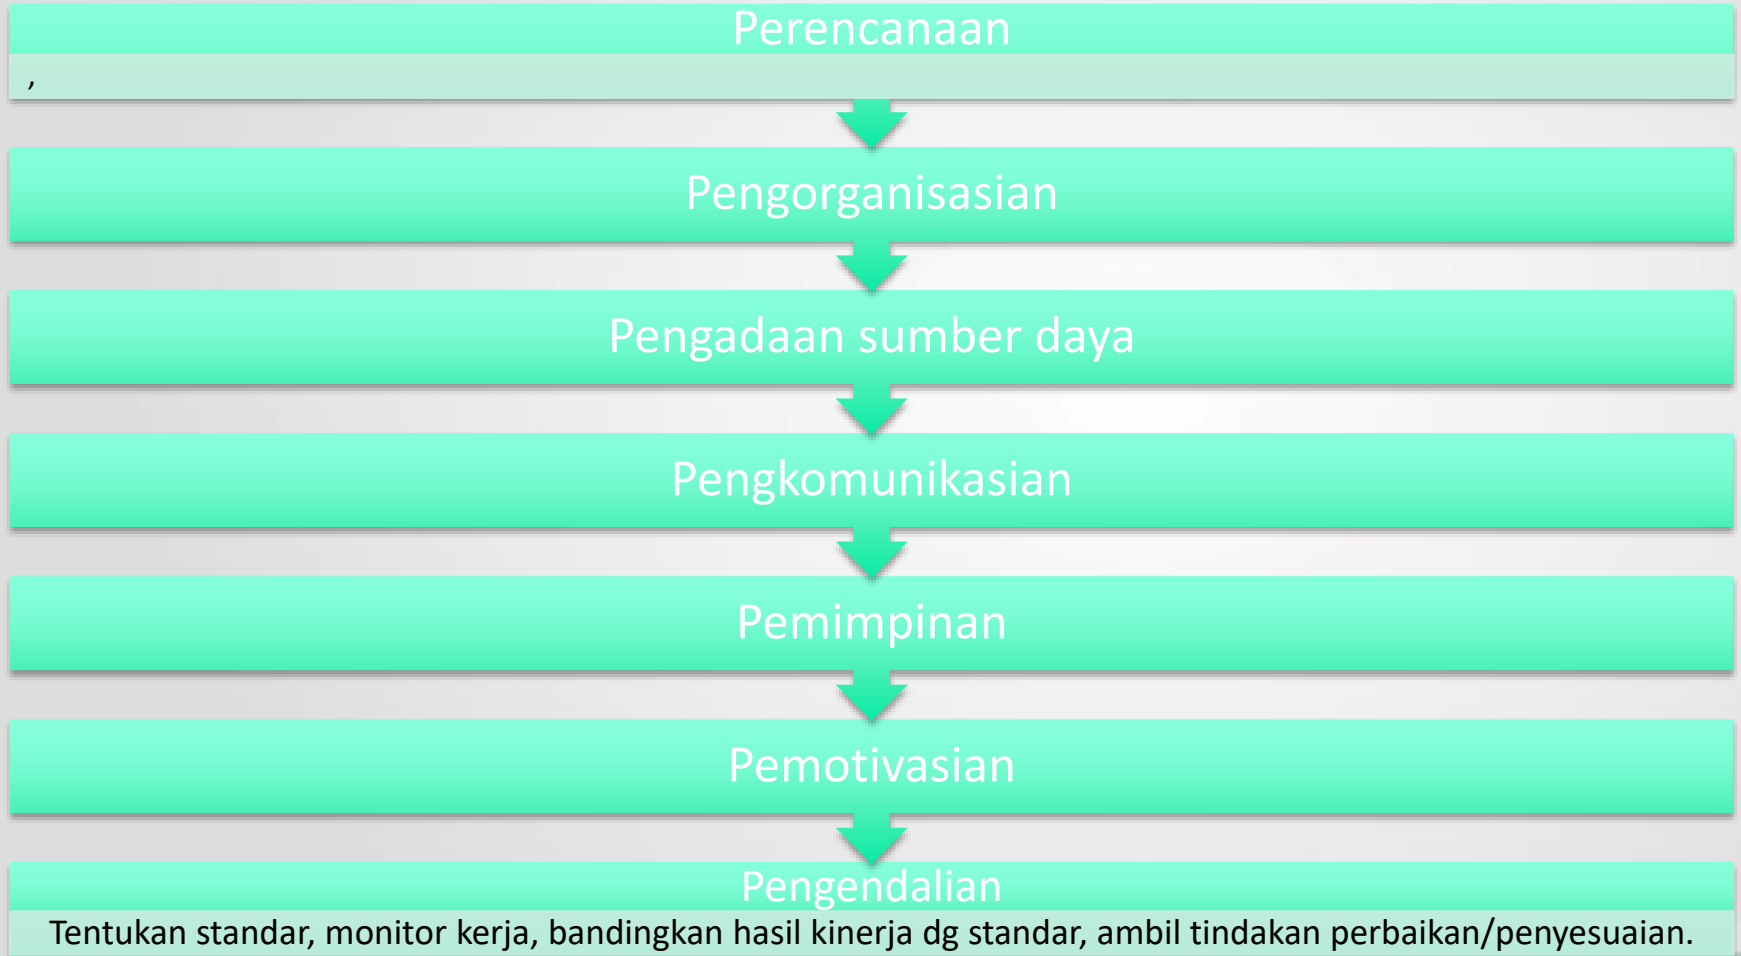 Perencanaan
,
Pengorganisasian
Pengadaan sumber daya
Pengkomunikasian
Pemimpinan
Pemotivasian
Pengendalian
Tentukan standar, monitor kerja, bandingkan hasil kinerja dg standar, ambil tindakan perbaikan/penyesuaian.